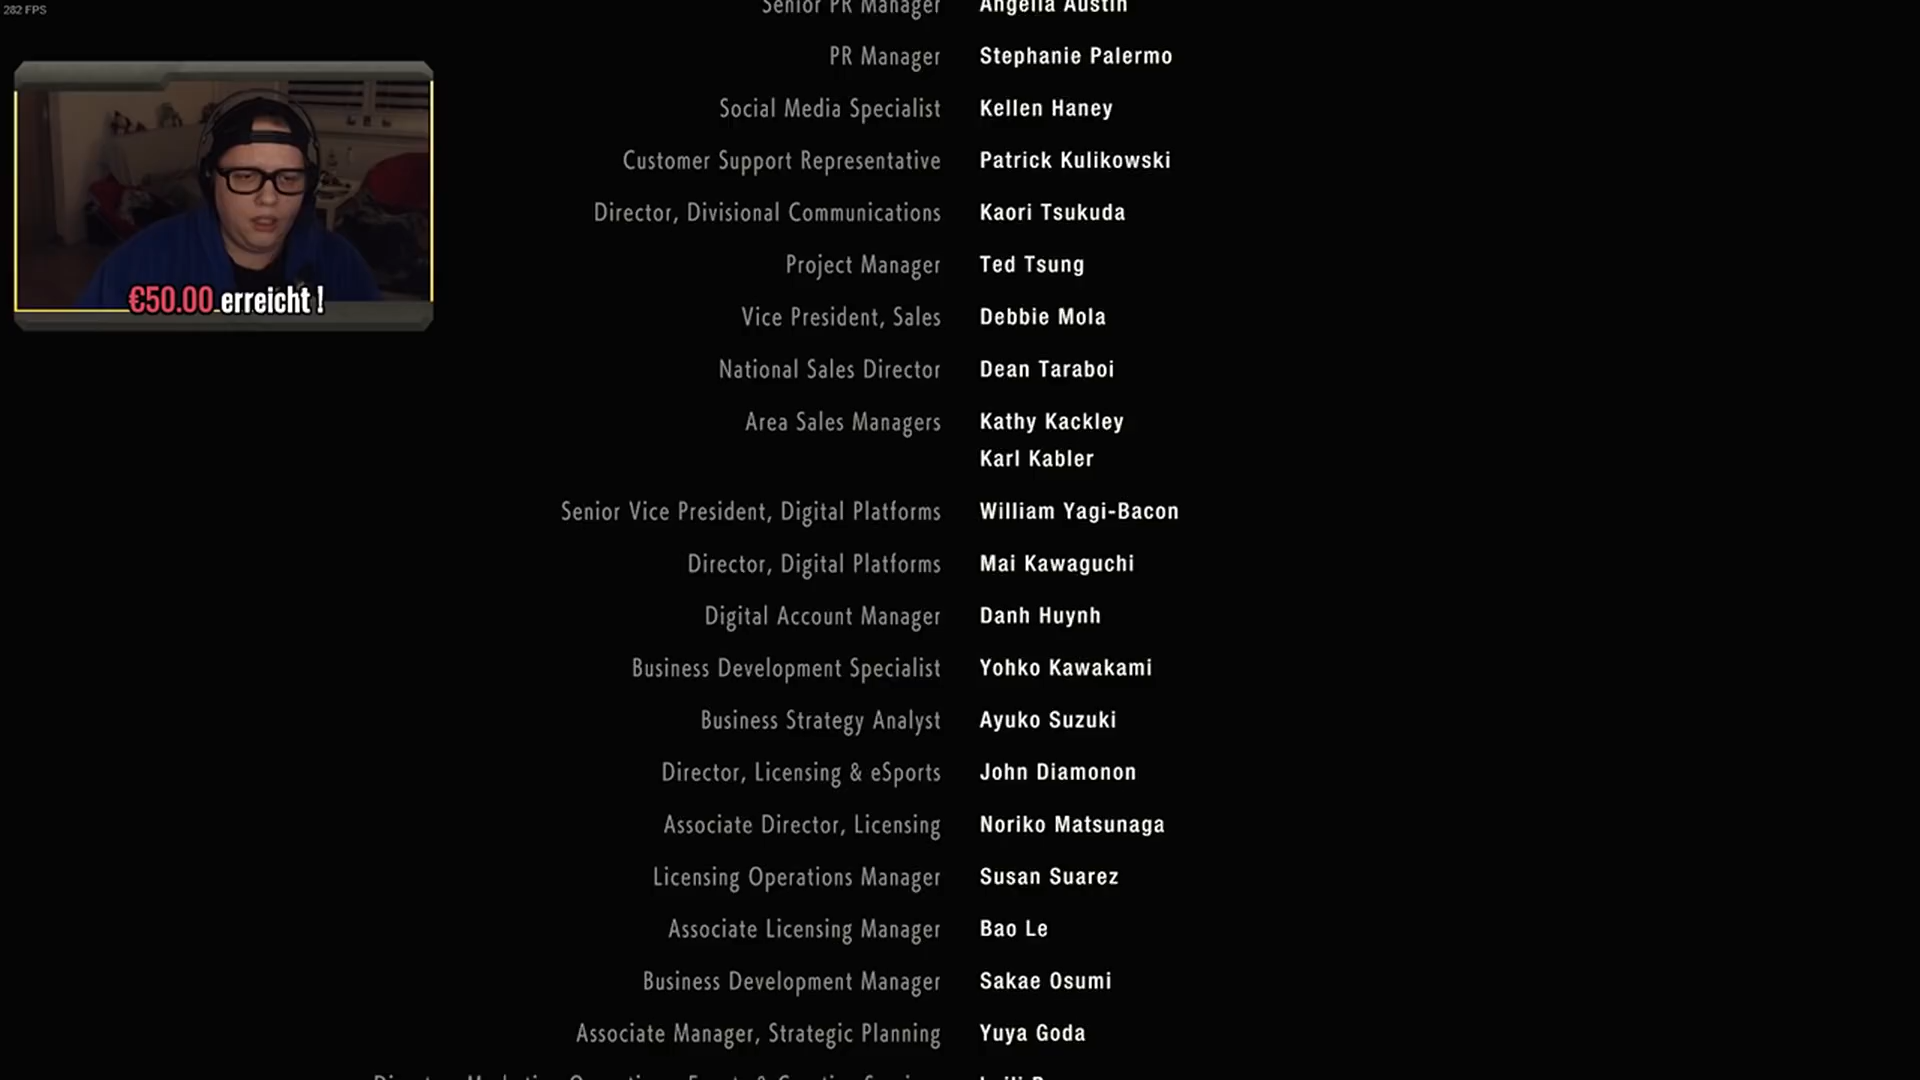 282 FPS
Senior PR Manager Angella Austin
PR Manager Stephanie Palermo
Social Media Specialist Kellen Haney
Customer Support Representative Patrick Kulikowski
Director, Divisional Communications Kaori Tsukuda
Project Manager Ted Tsung
Vice President, Sales Debbie Mola
National Sales Director Dean Taraboi
Area Sales Managers Kathy Kackley
Karl Kabler
Senior Vice President, Digital Platforms William Yagi-Bacon
Director, Digital Platforms Mai Kawaguchi
Digital Account Manager Danh Huynh
Business Development Specialist Yohko Kawakami
Business Strategy Analyst Ayuko Suzuki
Director, Licensing & eSports John Diamonon
Associate Director, Licensing Noriko Matsunaga
Licensing Operations Manager Susan Suarez
Associate Licensing Manager Bao Le
Business Development Manager Sakae Osumi
Associate Manager, Strategic Planning Yuya Goda
€50.00 erreicht !